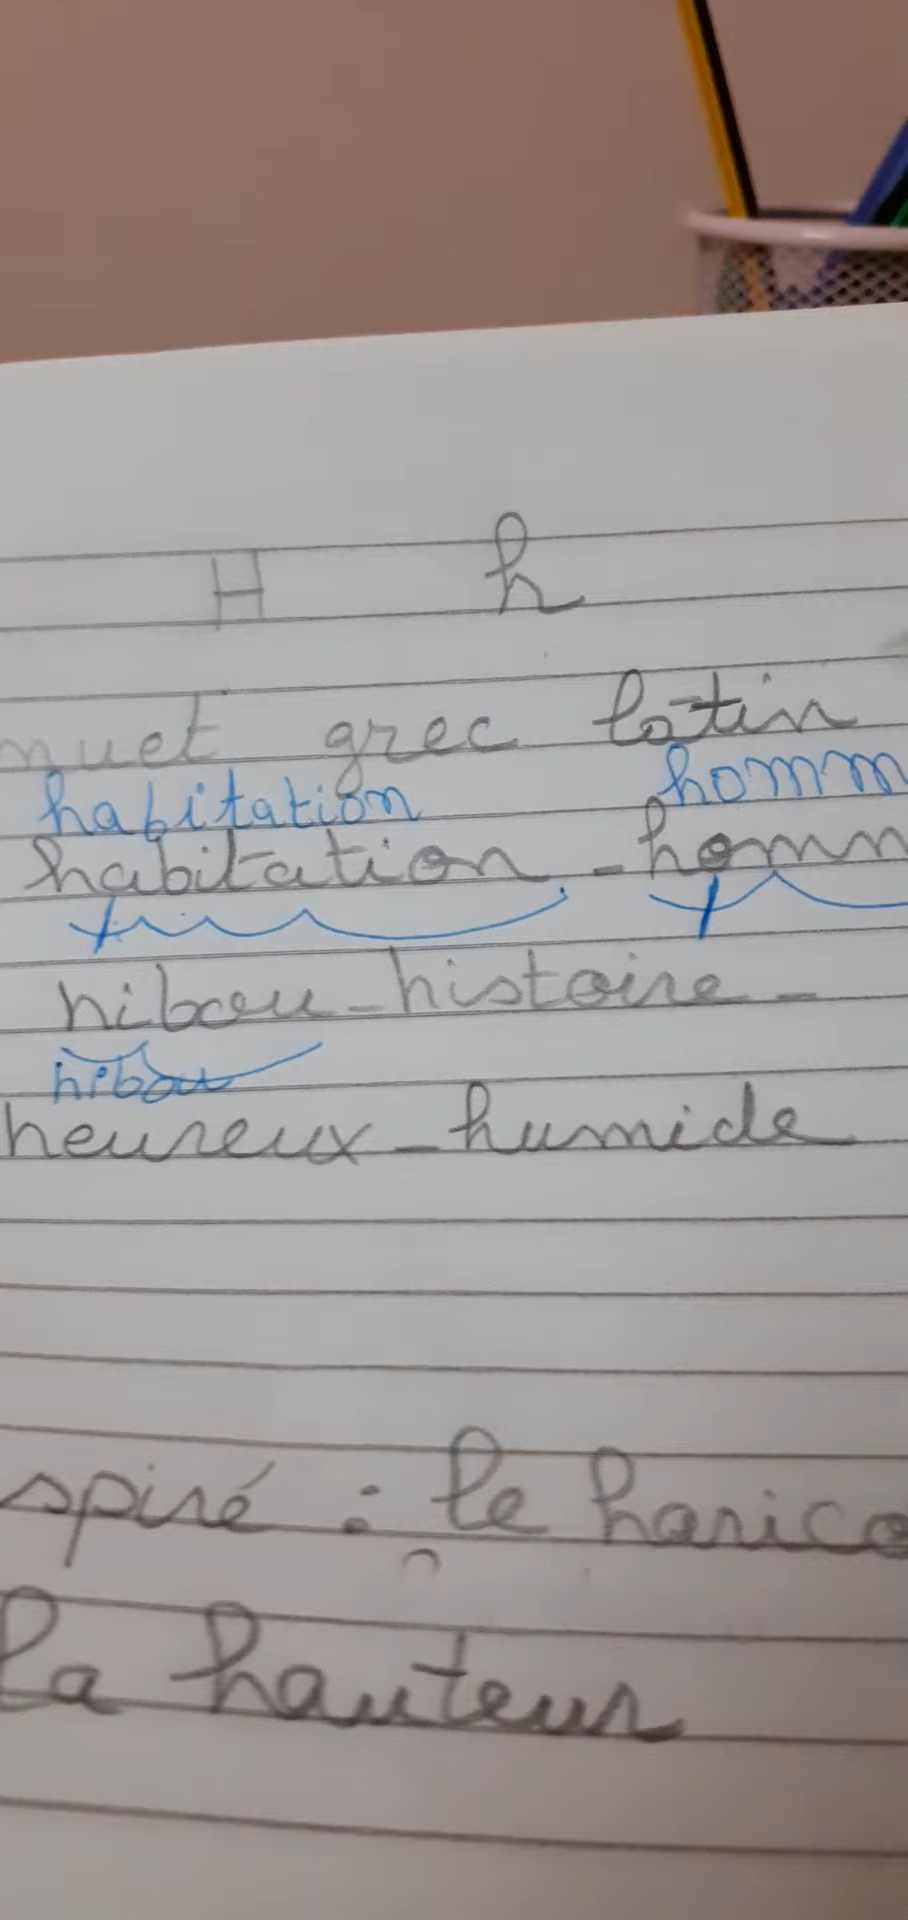 H h
muet grec latin
habitation homm
habitation - homm
hibou - histoire -
hibou
heureux - humide
spiré : le harico
la hauteur